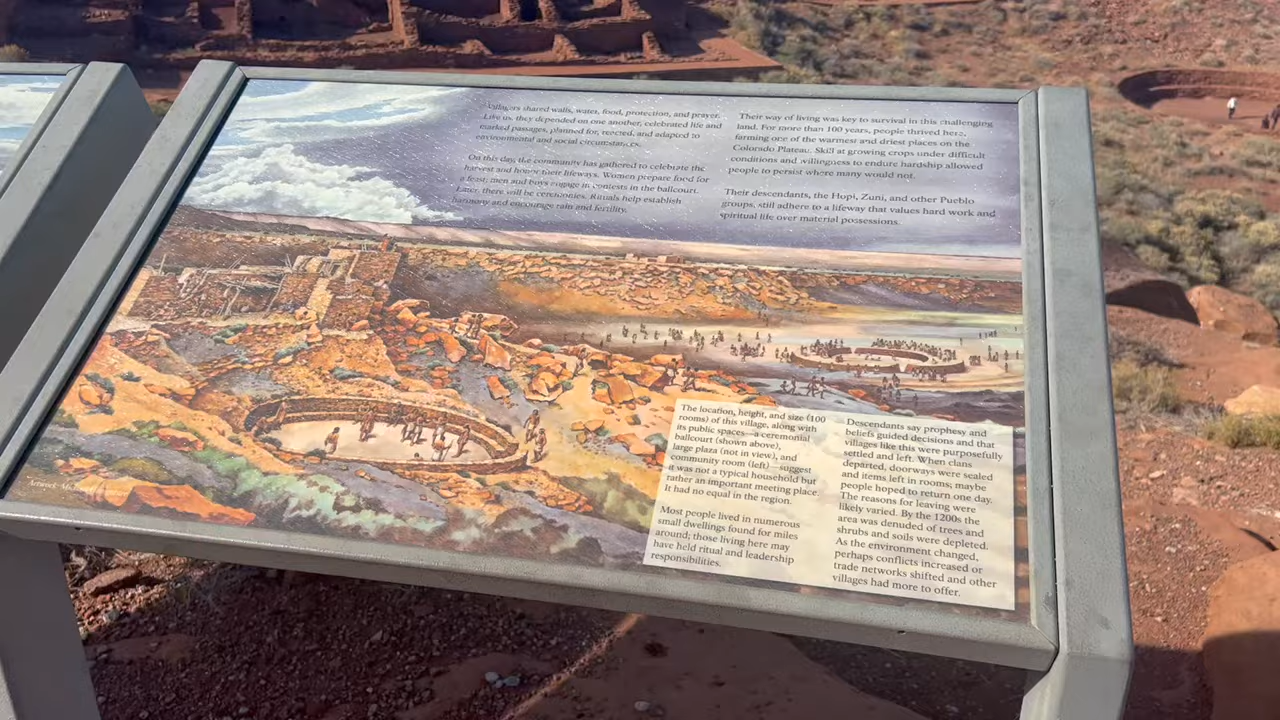 Villagers shared walls, water, food, protection, and prayer.
Like us, they depended on one another, celebrated life and
marked passages, planned for, reacted, and adapted to
environmental and social circumstances.
On this day, the community has gathered to celebrate the
harvest and honor their lifeways. Women prepare food for
a feast; men and boys engage in contests in the ballcourt.
Later, there will be ceremonies. Rituals help establish
harmony and encourage rain and fertility.
Their way of living was key to survival in this challenging
land. For more than 100 years, people thrived here,
farming one of the warmest and driest places on the
Colorado Plateau. Skill at growing crops under difficult
conditions and willingness to endure hardship allowed
people to persist where many would not.
Their descendants, the Hopi, Zuni, and other Pueblo
groups, still adhere to a lifeway that values hard work and
spiritual life over material possessions.
The location, height, and size (100
rooms) of this village, along with
its public spaces—a ceremonial
ballcourt (shown above),
large plaza (not in view), and
community room (left)—suggest
it was not a typical household but
rather an important meeting place.
It had no equal in the region.
Most people lived in numerous
small dwellings found for miles
around; those living here may
have held ritual and leadership
responsibilities.
Descendants say prophesy and
beliefs guided decisions and that
villages like this were purposefully
settled and left. When clans
departed, doorways were sealed
and items left in rooms; maybe
people hoped to return one day.
The reasons for leaving were
likely varied. By the 1200s the
area was denuded of trees and
shrubs and soils were depleted.
As the environment changed,
perhaps conflicts increased or
trade networks shifted and other
villages had more to offer.
Artwork